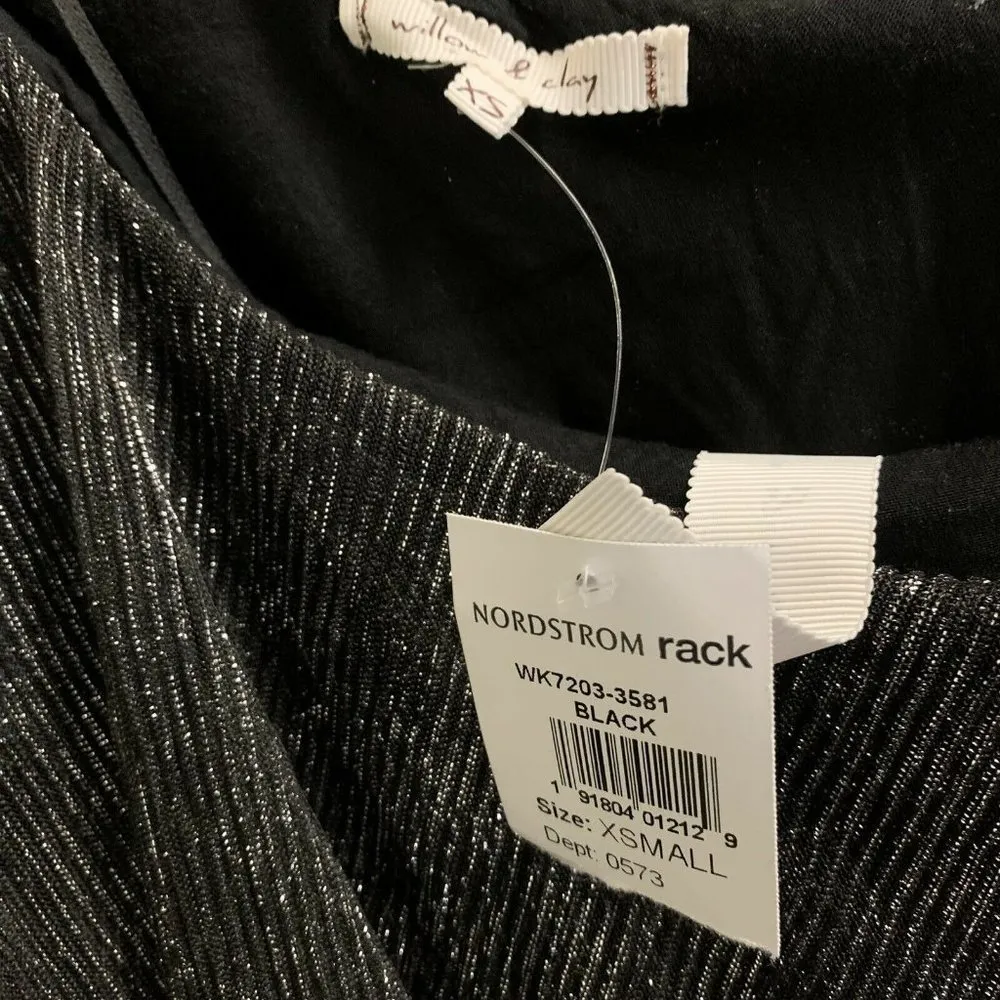 willow & clay
XS
NORDSTROM rack
WK7203-3581
BLACK
1 91804 01212 9
Size: XSMALL
Dept: 0573